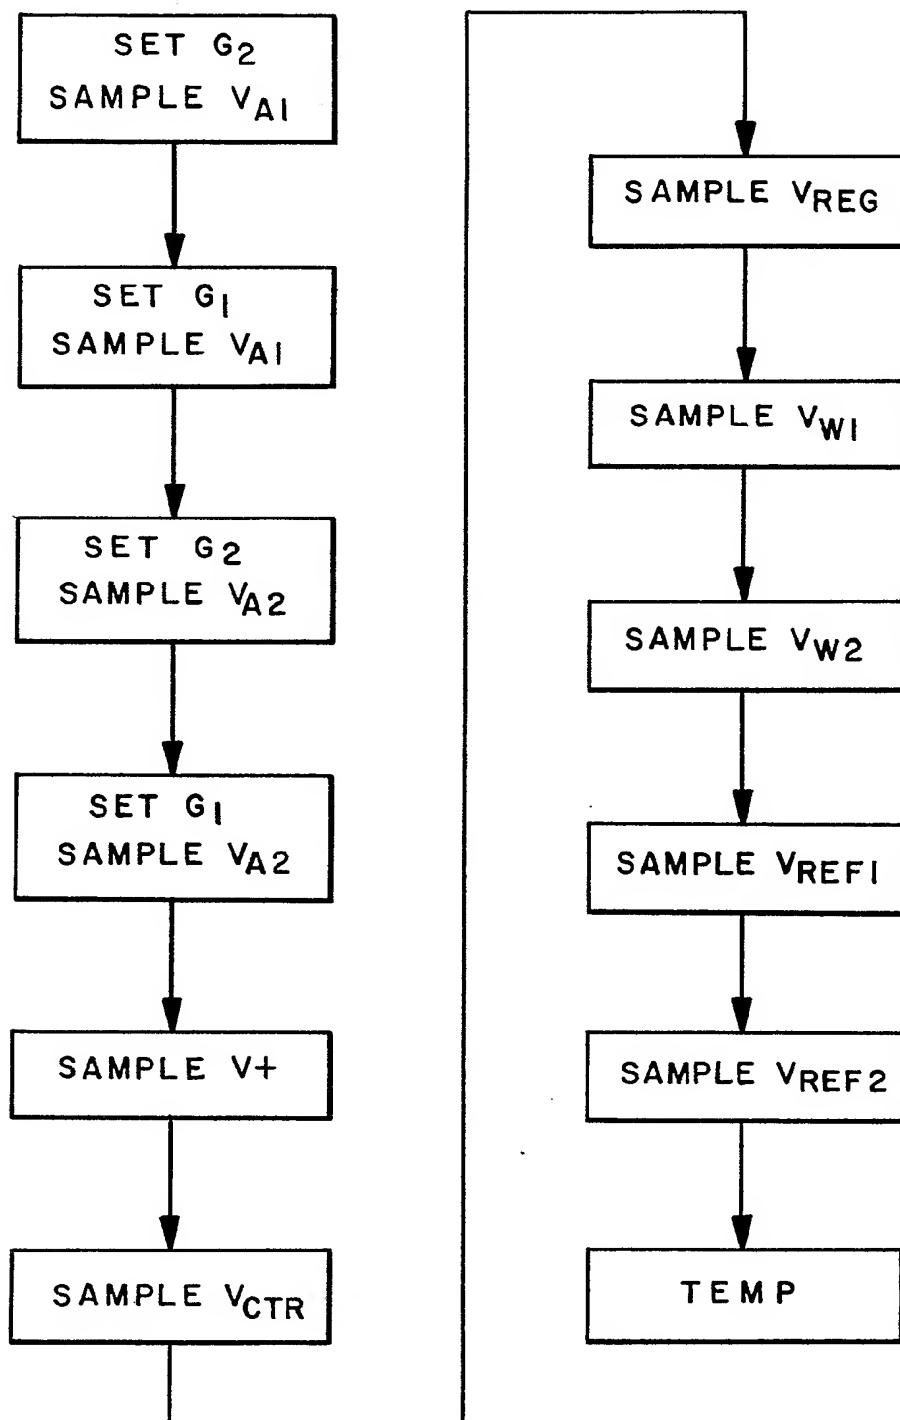 SET G2
SAMPLE VA1
SET G1
SAMPLE VA1
SET G2
SAMPLE VA2
SET G1
SAMPLE VA2
SAMPLE V+
SAMPLE VCTR
SAMPLE VREG
SAMPLE VW1
SAMPLE VW2
SAMPLE VREF1
SAMPLE VREF2
TEMP